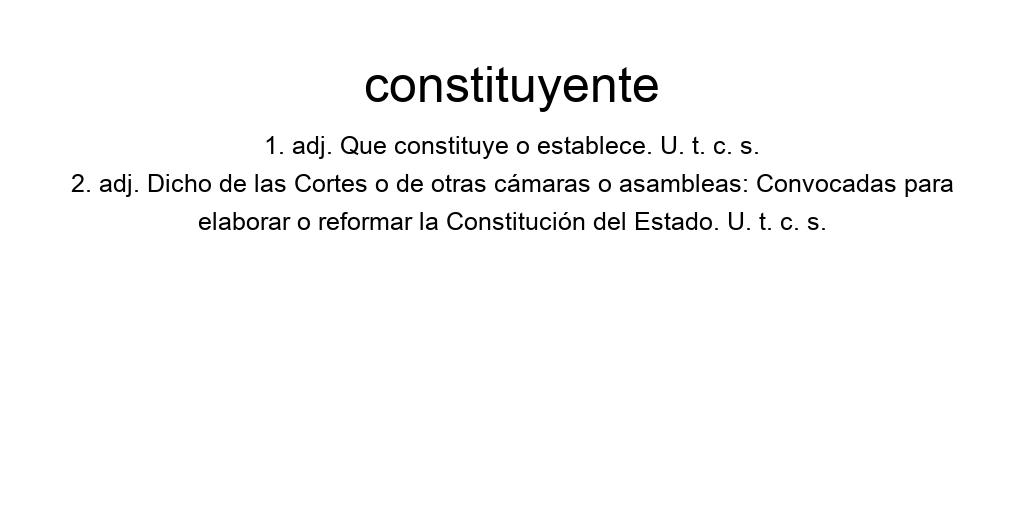 constituyente
1. adj. Que constituye o establece. U. t. c. s.
2. adj. Dicho de las Cortes o de otras cámaras o asambleas: Convocadas para
elaborar o reformar la Constitución del Estado. U. t. c. s.